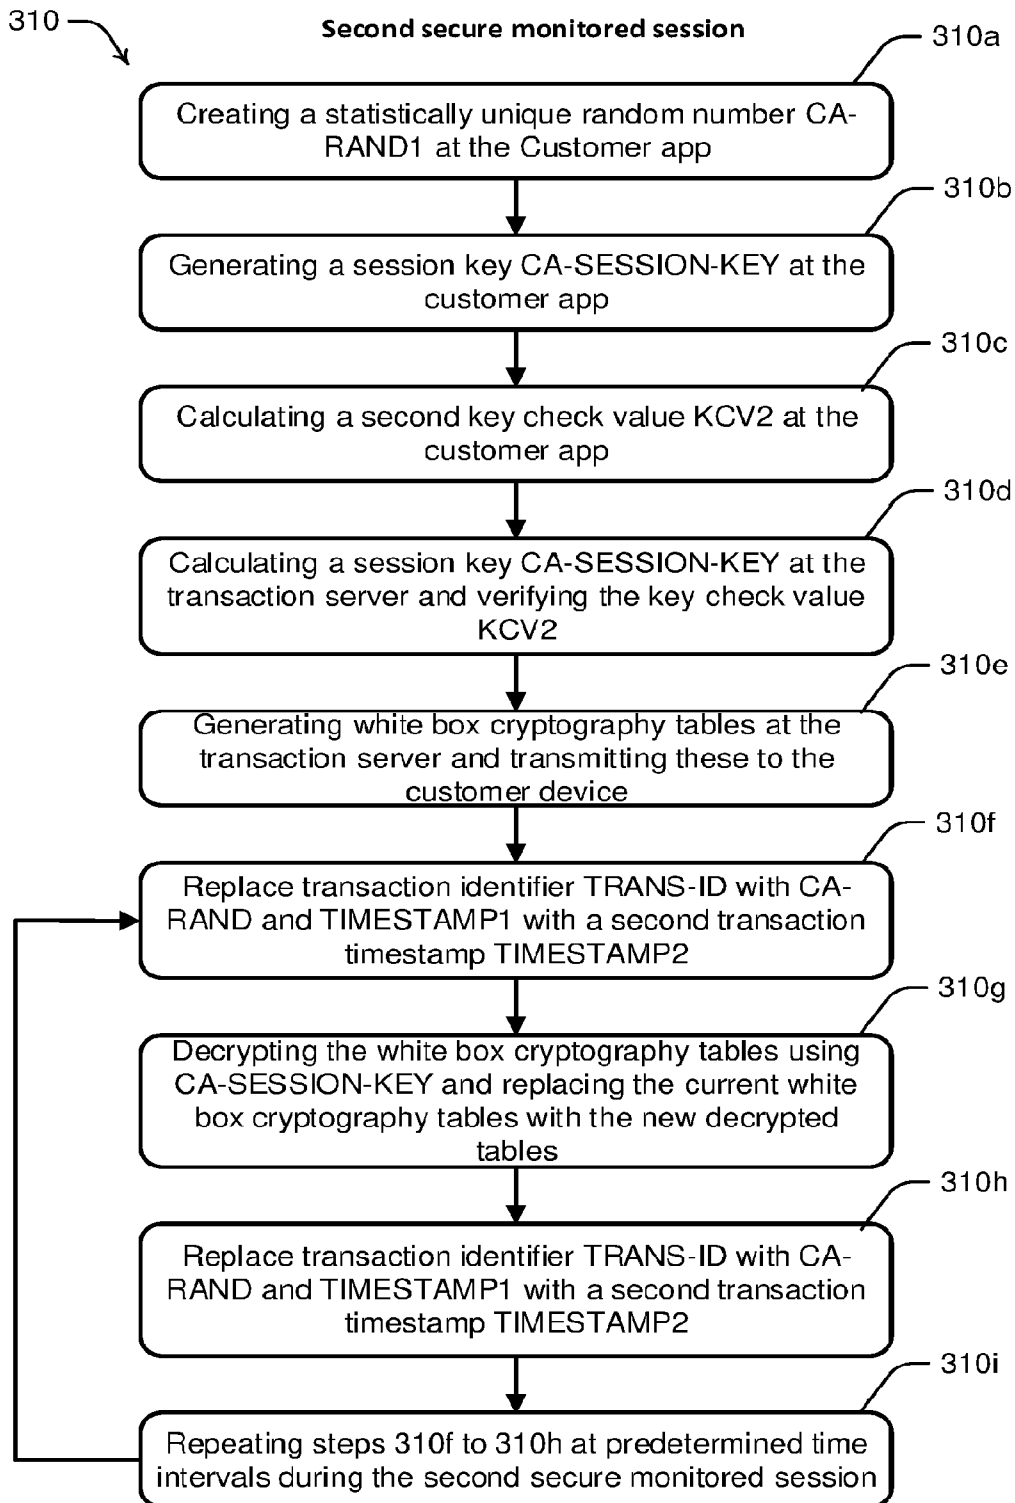 310
Second secure monitored session
310a
Creating a statistically unique random number CA-
RAND1 at the Customer app
310b
Generating a session key CA-SESSION-KEY at the
customer app
310c
Calculating a second key check value KCV2 at the
customer app
310d
Calculating a session key CA-SESSION-KEY at the
transaction server and verifying the key check value
KCV2
310e
Generating white box cryptography tables at the
transaction server and transmitting these to the
customer device
310f
Replace transaction identifier TRANS-ID with CA-
RAND and TIMESTAMP1 with a second transaction
timestamp TIMESTAMP2
310g
Decrypting the white box cryptography tables using
CA-SESSION-KEY and replacing the current white
box cryptography tables with the new decrypted
tables
310h
Replace transaction identifier TRANS-ID with CA-
RAND and TIMESTAMP1 with a second transaction
timestamp TIMESTAMP2
310i
Repeating steps 310f to 310h at predetermined time
intervals during the second secure monitored session